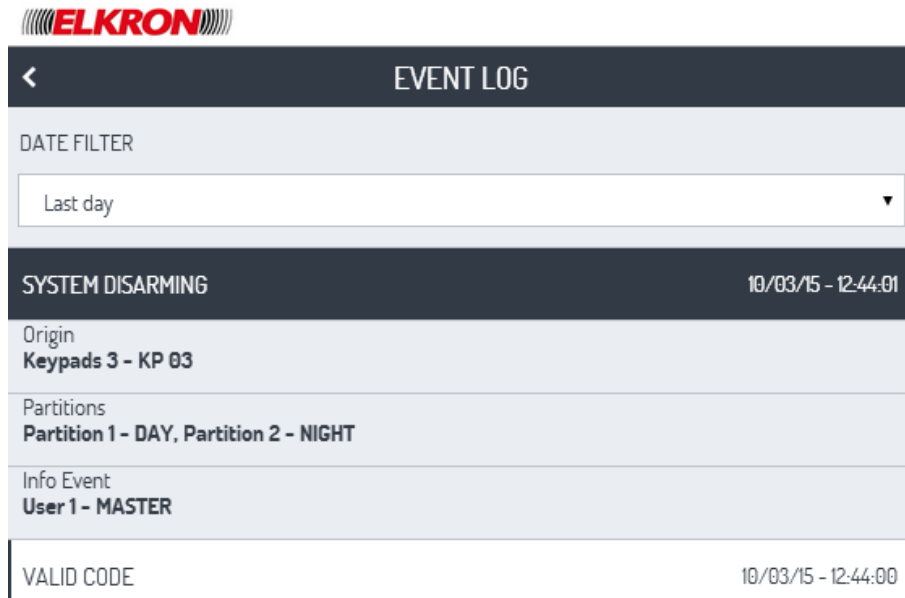 ELKRON
EVENT LOG
DATE FILTER
Last day
SYSTEM DISARMING 10/03/15 - 12:44:01
Origin
Keypads 3 - KP 03
Partitions
Partition 1 - DAY, Partition 2 - NIGHT
Info Event
User 1 - MASTER
VALID CODE 10/03/15 - 12:44:00